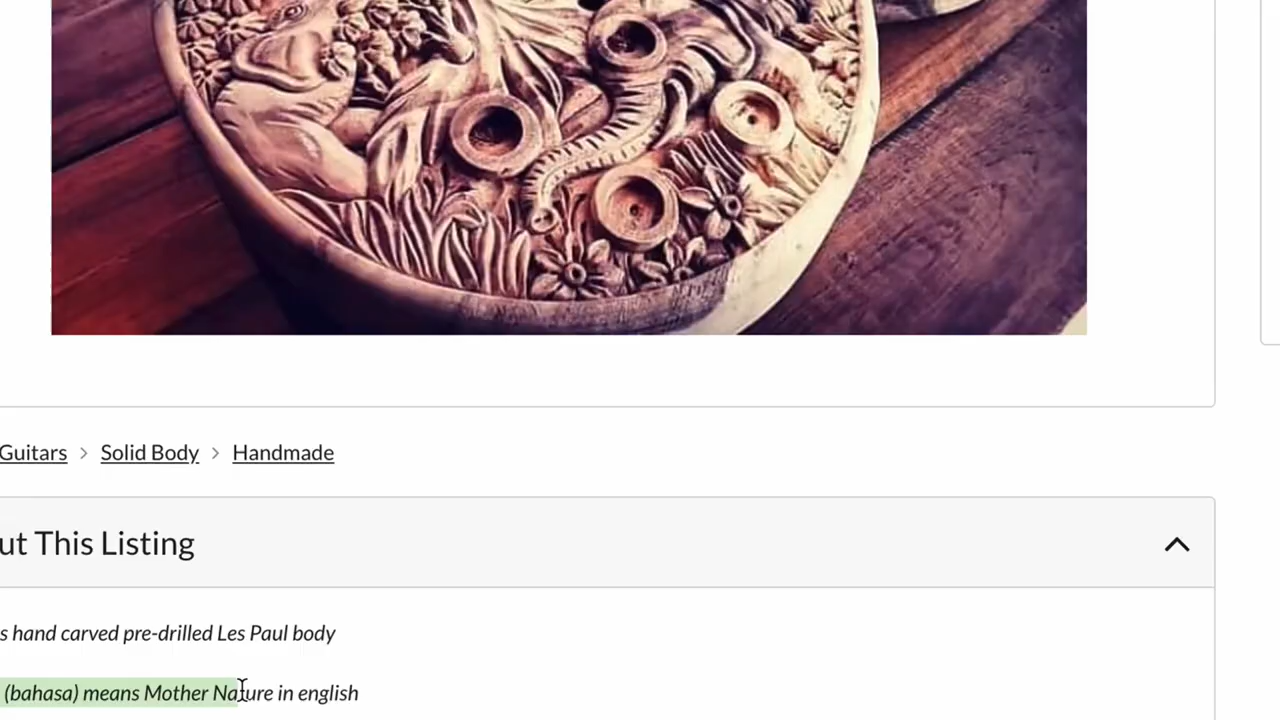 Guitars > Solid Body > Handmade
ut This Listing
s hand carved pre-drilled Les Paul body
(bahasa) means Mother Nature in english